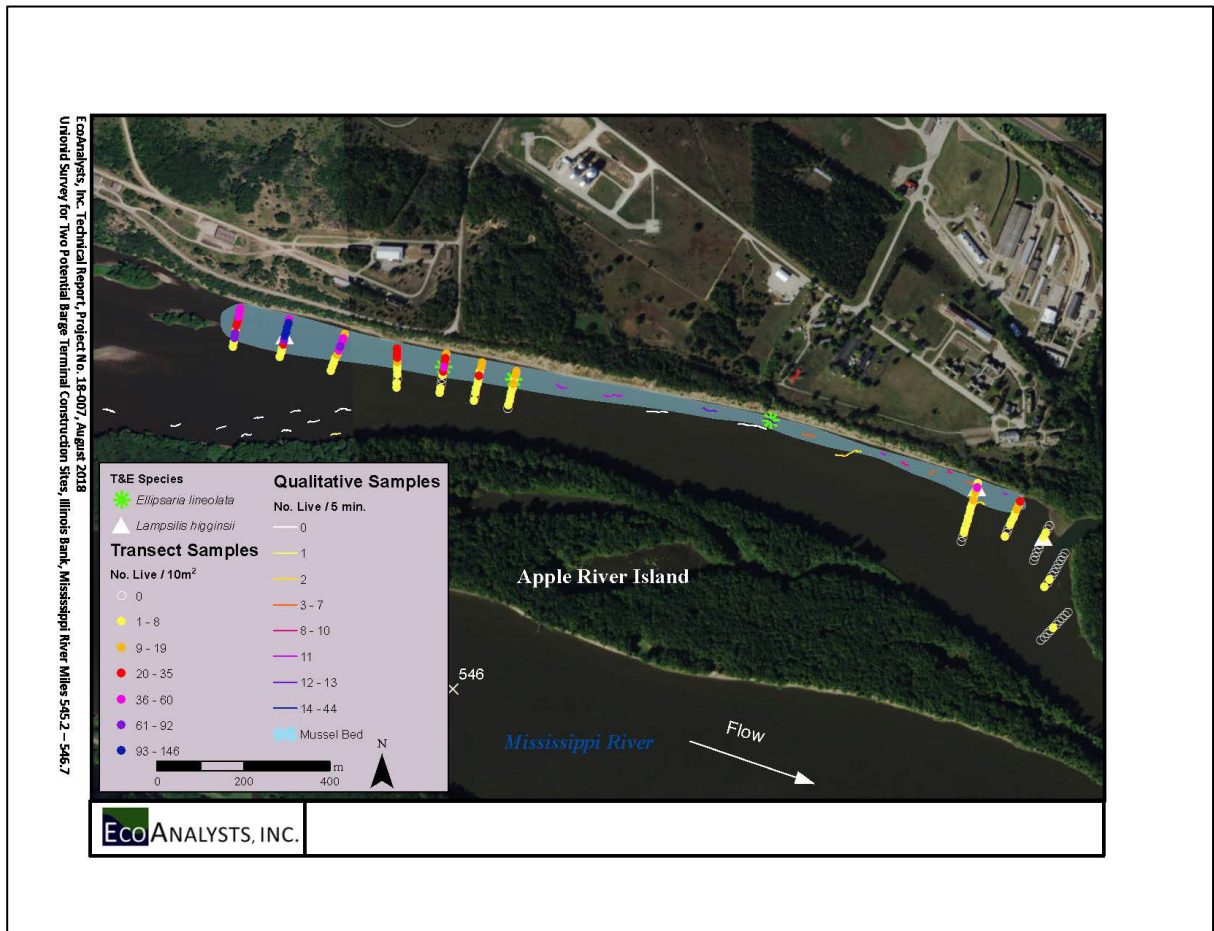 EcoAnalysts, Inc. Technical Report, Project No. 18-007, August 2018
Unionid Survey for Two Potential Barge Terminal Construction Sites, Illinois Bank, Mississippi River Miles 545.2 – 546.7
T&E Species
Ellipsaria lineolata
Lampsilis higginsii
Transect Samples
No. Live / 10m²
0
1 - 8
9 - 19
20 - 35
36 - 60
61 - 92
93 - 146
Qualitative Samples
No. Live / 5 min.
0
1
2
3 - 7
8 - 10
11
12 - 13
14 - 44
Mussel Bed
N
m
0 200 400
Apple River Island
546
Mississippi River
Flow
ECOANALYSTS, INC.